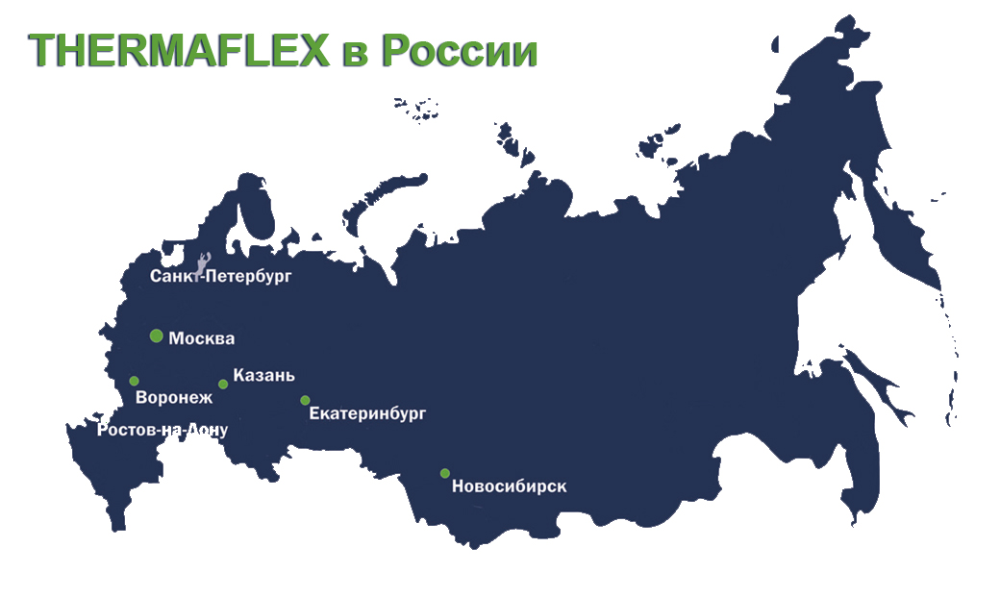 THERMAFLEX в России
Санкт-Петербург
Москва
Казань
Воронеж
Екатеринбург
Ростов-на-Дону
Новосибирск